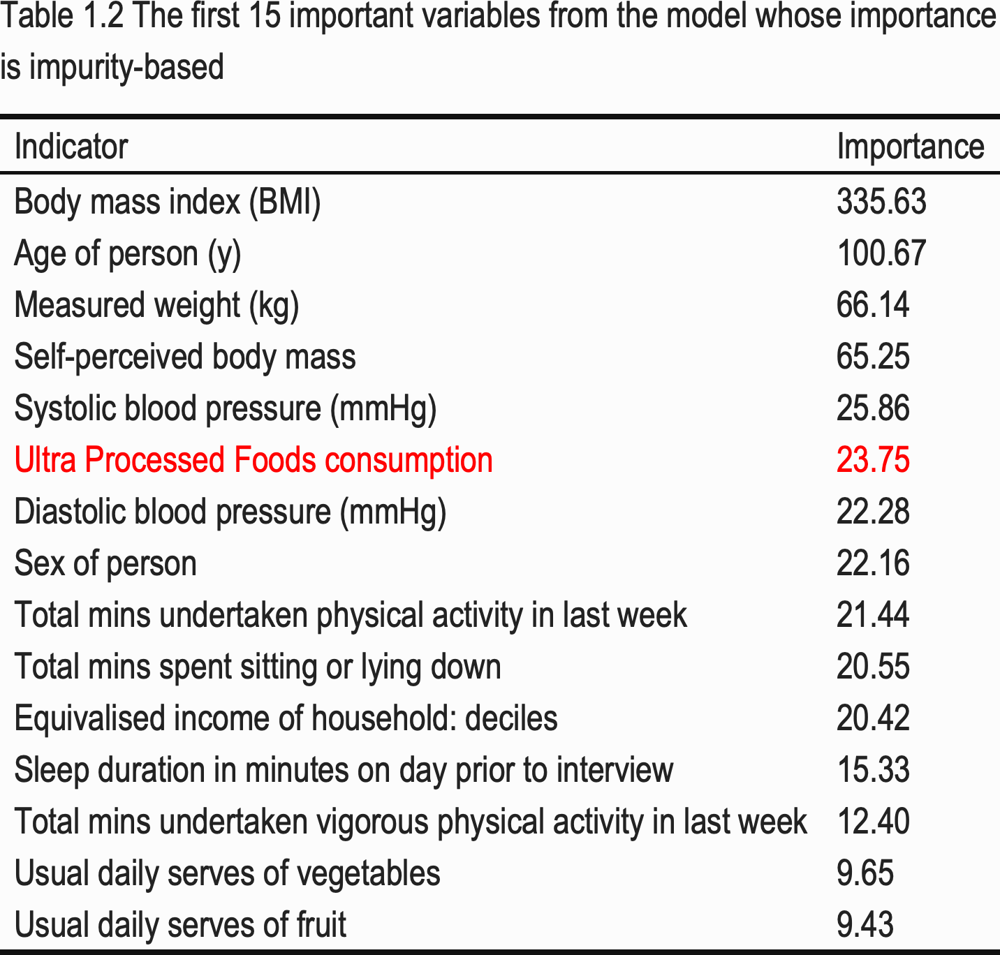 Table 1.2 The first 15 important variables from the model whose importance
is impurity-based
Indicator Importance
Body mass index (BMI) 335.63
Age of person (y) 100.67
Measured weight (kg) 66.14
Self-perceived body mass 65.25
Systolic blood pressure (mmHg) 25.86
Ultra Processed Foods consumption 23.75
Diastolic blood pressure (mmHg) 22.28
Sex of person 22.16
Total mins undertaken physical activity in last week 21.44
Total mins spent sitting or lying down 20.55
Equivalised income of household: deciles 20.42
Sleep duration in minutes on day prior to interview 15.33
Total mins undertaken vigorous physical activity in last week 12.40
Usual daily serves of vegetables 9.65
Usual daily serves of fruit 9.43